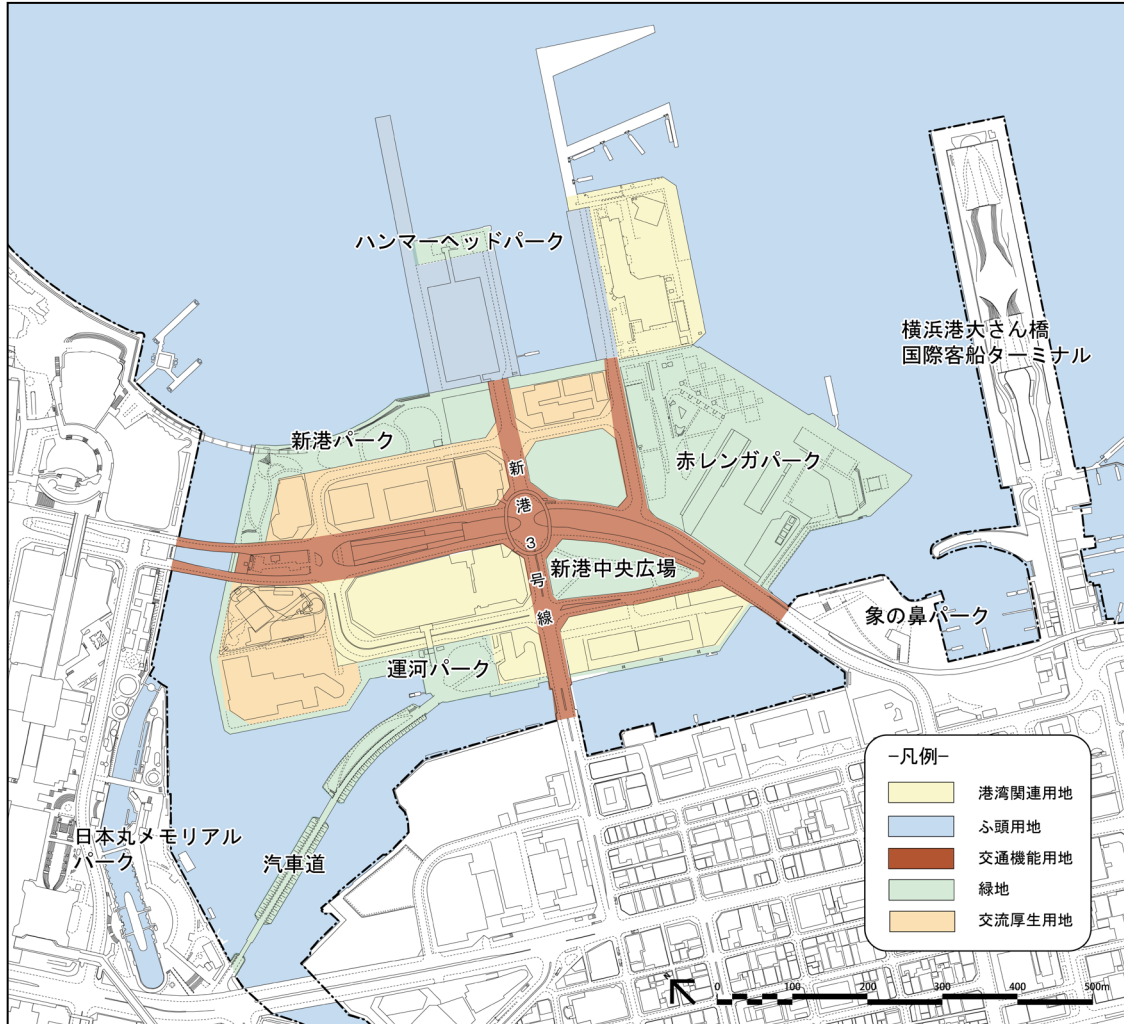 ハンマーヘッドパーク
横浜港大さん橋
国際客船ターミナル
新港パーク
赤レンガパーク
新港3号線
新港中央広場
象の鼻パーク
運河パーク
日本丸メモリアル
パーク
汽車道
-凡例-
港湾関連用地
ふ頭用地
交通機能用地
緑地
交流厚生用地
0 100 200 300 400 500m